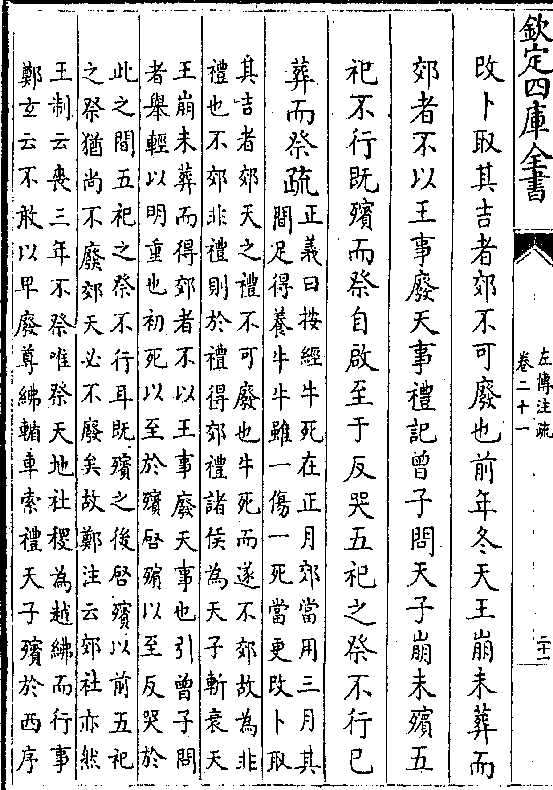 欽定四庫全書
左傳注疏
卷二十一
二十一
改卜取其吉者郊不可廢也前年冬天王崩未葬而
郊者不以王事廢天事禮記曾子問天子崩未殯五
祀不行既殯而祭自啟至于反哭五祀之祭不行已
葬而祭疏
正義曰按經牛死在正月郊當用三月其
間足得養牛牛雖一傷一死當更改卜取
其吉者郊天之禮不可廢也牛死而遂不郊故為非
禮也不郊非禮則於禮得郊禮諸侯為天子斬衰天
王崩未葬而得郊者不以王事廢天事也引曾子問
者舉輕以明重也初死以至於殯啓殯以至反哭於
此之間五祀之祭不行耳既殯之後啓殯以前五祀
之祭猶尚不廢郊天必不廢矣故鄭注云郊社亦然
王制云喪三年不祭唯祭天地社稷為越紼而行事
鄭𤣥云不敢以卑廢尊紼輴車索禮天子殯於西序